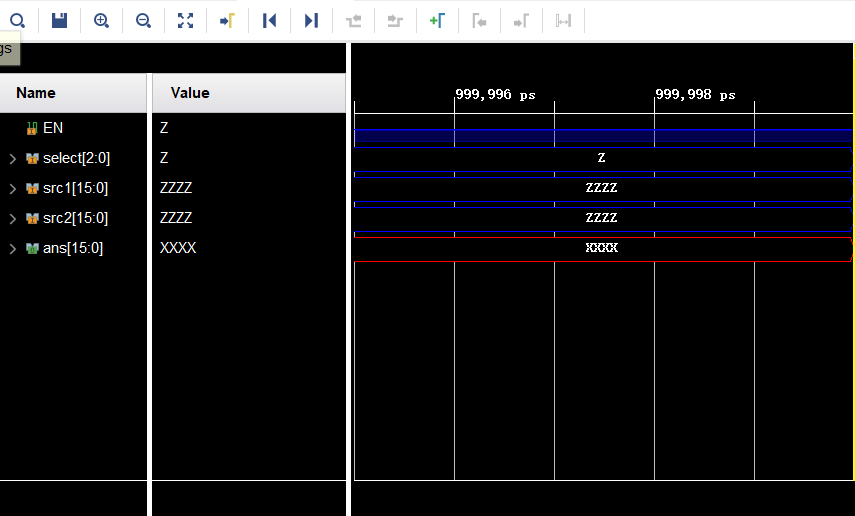 gs
Name Value
999,996 ps 999,998 ps
EN Z
select[2:0] Z Z
src1[15:0] ZZZZ ZZZZ
src2[15:0] ZZZZ ZZZZ
ans[15:0] XXXX XXXX